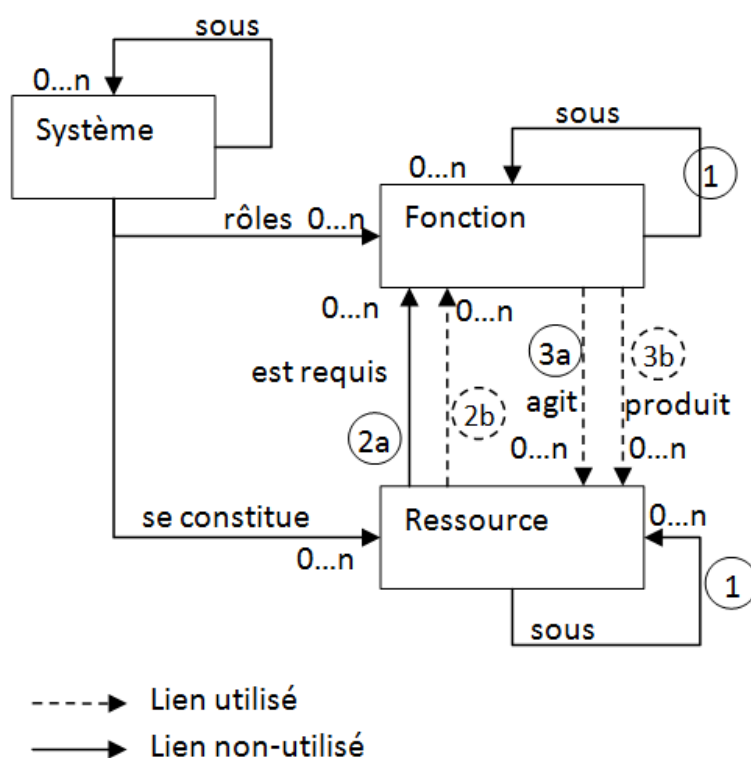 sous
0...n
Système
sous
0...n
1
Fonction
rôles 0...n
0...n
0...n
3a
3b
est requis
2b
agit
produit
2a
0...n
0...n
se constitue
Ressource
0...n
0...n
1
sous
Lien utilisé
Lien non-utilisé